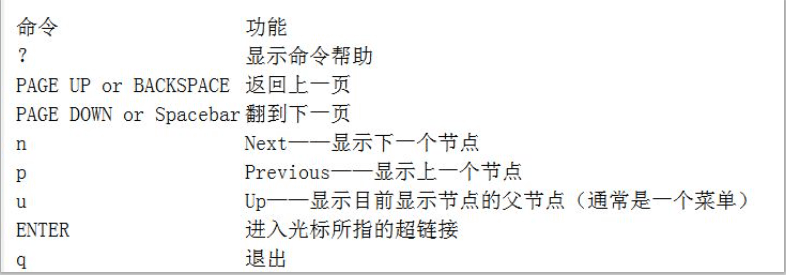 命令 功能
? 显示命令帮助
PAGE UP or BACKSPACE 返回上一页
PAGE DOWN or Spacebar 翻到下一页
n Next——显示下一个节点
p Previous——显示上一个节点
u Up——显示目前显示节点的父节点（通常是一个菜单）
ENTER 进入光标所指的超链接
q 退出